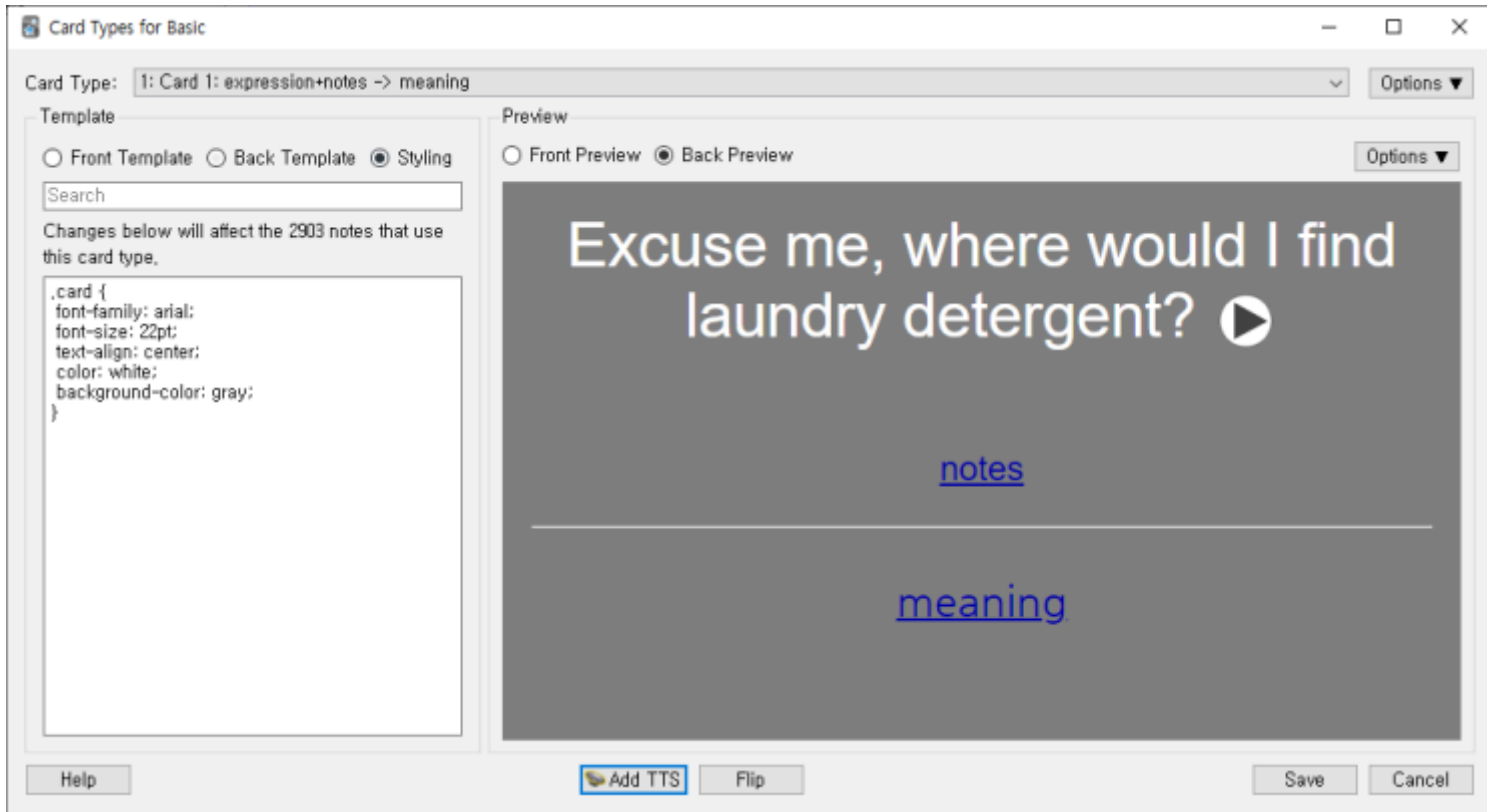 Card Types for Basic
Card Type: 1: Card 1: expression+notes -> meaning
Options ▼
Template
Front Template Back Template Styling
Search
Changes below will affect the 2903 notes that use
this card type.
.card {
font-family: arial;
font-size: 22pt;
text-align: center;
color: white;
background-color: gray;
}
Preview
Front Preview Back Preview
Options ▼
Excuse me, where would I find
laundry detergent?
notes
meaning
Help
Add TTS
Flip
Save
Cancel